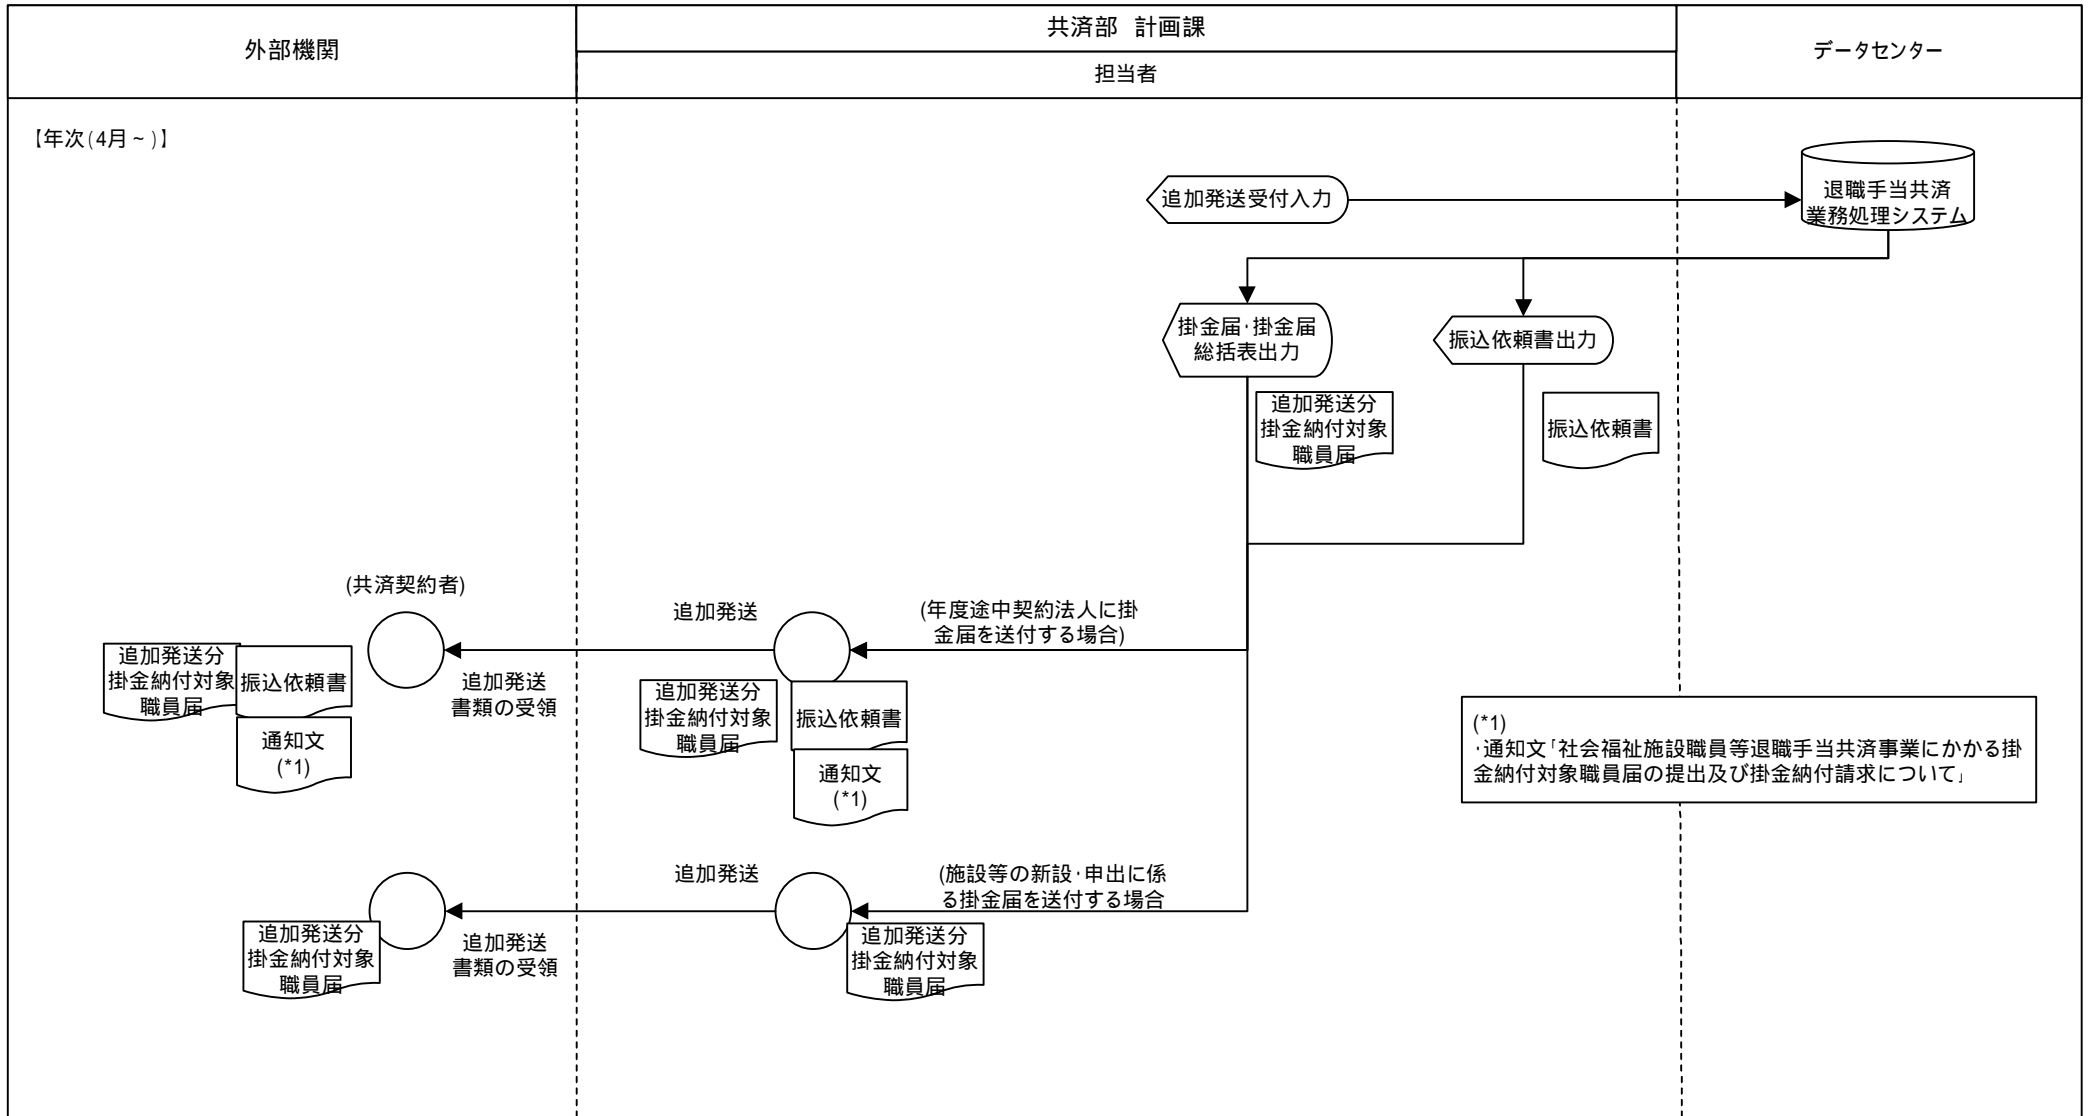 外部機関
共済部 計画課
担当者
データセンター
【年次(4月~)】
追加発送受付入力
退職手当共済
業務処理システム
掛金届・掛金届
総括表出力
振込依頼書出力
追加発送分
掛金納付対象
職員届
振込依頼書
(共済契約者)
追加発送
(年度途中契約法人に掛
金届を送付する場合)
追加発送分
掛金納付対象
職員届
振込依頼書
通知文
(*1)
追加発送
書類の受領
追加発送分
掛金納付対象
職員届
振込依頼書
通知文
(*1)
(*1)
・通知文「社会福祉施設職員等退職手当共済事業にかかる掛
金納付対象職員届の提出及び掛金納付請求について」
追加発送
(施設等の新設・申出に係
る掛金届を送付する場合
追加発送分
掛金納付対象
職員届
追加発送
書類の受領
追加発送分
掛金納付対象
職員届